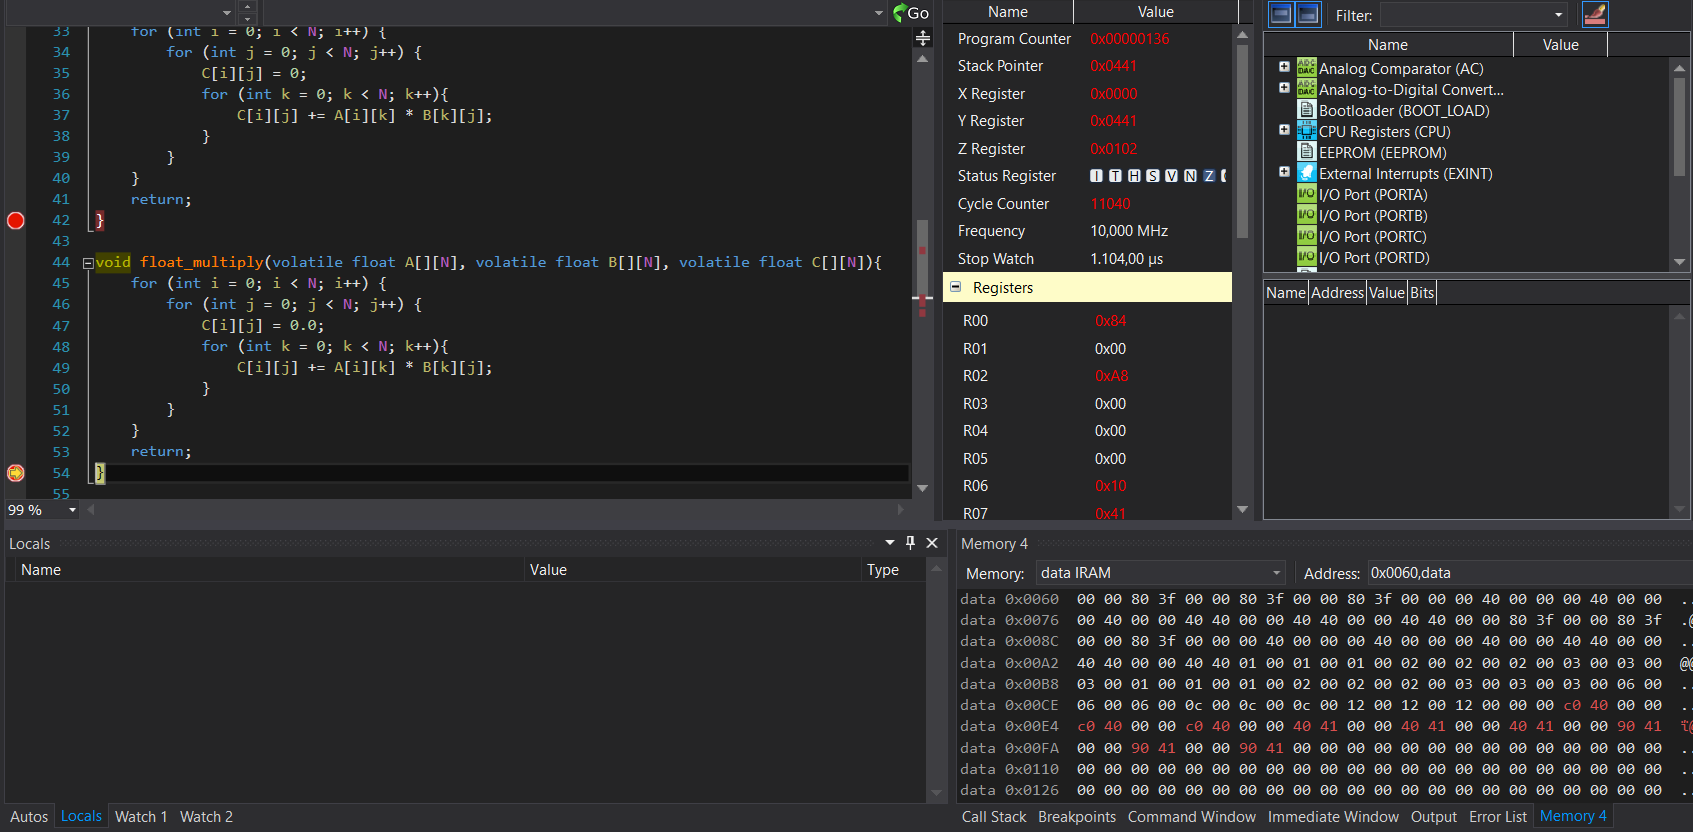 Go
33 for (int i = 0; i < N; i++) {
34 for (int j = 0; j < N; j++) {
35 C[i][j] = 0;
36 for (int k = 0; k < N; k++){
37 C[i][j] += A[i][k] * B[k][j];
38 }
39 }
40 }
41 return;
42 }
43
44 void float_multiply(volatile float A[][N], volatile float B[][N], volatile float C[][N]){
45 for (int i = 0; i < N; i++) {
46 for (int j = 0; j < N; j++) {
47 C[i][j] = 0.0;
48 for (int k = 0; k < N; k++){
49 C[i][j] += A[i][k] * B[k][j];
50 }
51 }
52 }
53 return;
54 }
55
99 %
Name Value
Program Counter 0x00000136
Stack Pointer 0x0441
X Register 0x0000
Y Register 0x0441
Z Register 0x0102
Status Register I T H S V N Z
Cycle Counter 11040
Frequency 10,000 MHz
Stop Watch 1.104,00 µs
Registers
R00 0x84
R01 0x00
R02 0xA8
R03 0x00
R04 0x00
R05 0x00
R06 0x10
R07 0x41
Filter:
Name Value
Analog Comparator (AC)
Analog-to-Digital Convert...
Bootloader (BOOT_LOAD)
CPU Registers (CPU)
EEPROM (EEPROM)
External Interrupts (EXINT)
I/O I/O Port (PORTA)
I/O I/O Port (PORTB)
I/O I/O Port (PORTC)
I/O I/O Port (PORTD)
Name Address Value Bits
Locals
Name Value Type
Autos Locals Watch 1 Watch 2
Memory 4
Memory: data IRAM Address: 0x0060,data
data 0x0060 00 00 80 3f 00 00 80 3f 00 00 80 3f 00 00 00 40 00 00 00 40 00 00
data 0x0076 00 40 00 00 40 40 00 00 40 40 00 00 40 40 00 00 80 3f 00 00 80 3f
data 0x008C 00 00 80 3f 00 00 00 40 00 00 00 40 00 00 00 40 00 00 40 40 00 00
data 0x00A2 40 40 00 00 40 40 01 00 01 00 01 00 02 00 02 00 02 00 03 00 03 00
data 0x00B8 03 00 01 00 01 00 01 00 02 00 02 00 02 00 03 00 03 00 03 00 06 00
data 0x00CE 06 00 06 00 0c 00 0c 00 0c 00 12 00 12 00 12 00 00 00 c0 40 00 00
data 0x00E4 c0 40 00 00 c0 40 00 00 40 41 00 00 40 41 00 00 40 41 00 00 90 41
data 0x00FA 00 00 90 41 00 00 90 41 00 00 00 00 00 00 00 00 00 00 00 00 00 00
data 0x0110 00 00 00 00 00 00 00 00 00 00 00 00 00 00 00 00 00 00 00 00 00 00
data 0x0126 00 00 00 00 00 00 00 00 00 00 00 00 00 00 00 00 00 00 00 00 00 00
Call Stack Breakpoints Command Window Immediate Window Output Error List Memory 4